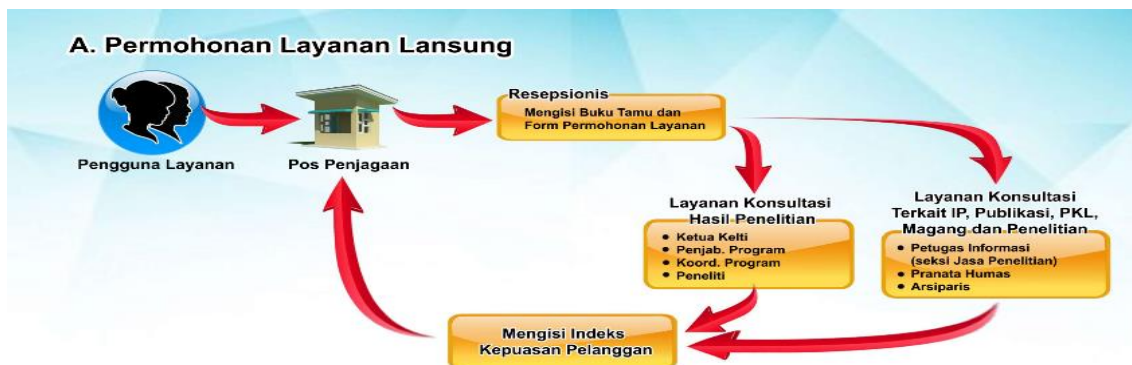 A. Permohonan Layanan Lansung
Pengguna Layanan
Pos Penjagaan
Resepsionis
Mengisi Buku Tamu dan
Form Permohonan Layanan
Layanan Konsultasi
Hasil Penelitian
• Ketua Kelti
• Penjab. Program
• Koord. Program
• Peneliti
Layanan Konsultasi
Terkait IP, Publikasi, PKL,
Magang dan Penelitian
• Petugas Informasi
(seksi Jasa Penelitian)
• Pranata Humas
• Arsiparis
Mengisi Indeks
Kepuasan Pelanggan